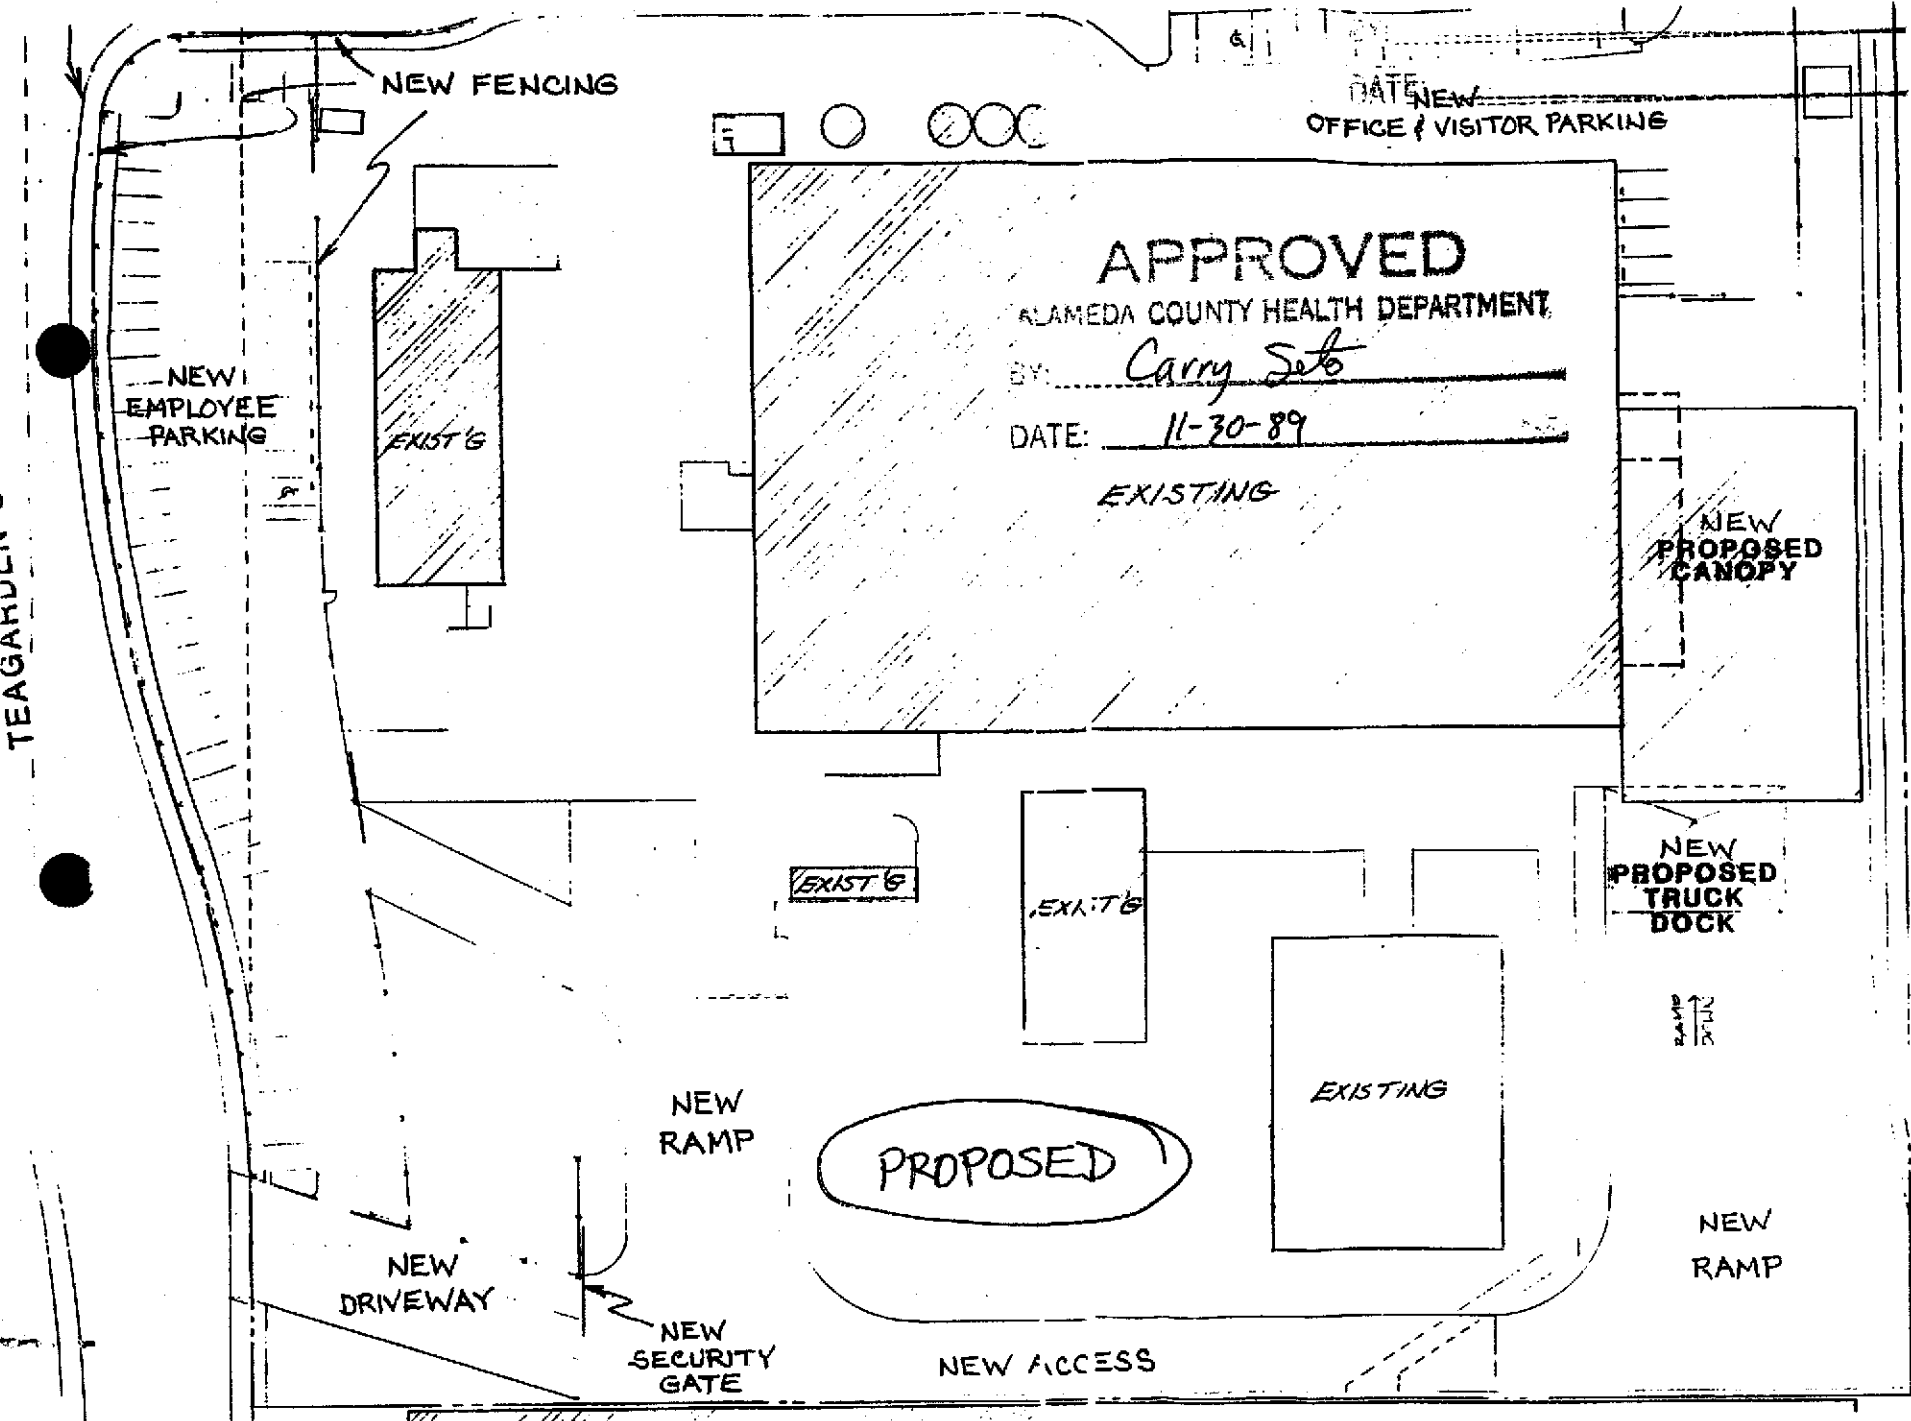 NEW FENCING
DATE:
NEW
OFFICE & VISITOR PARKING
APPROVED
ALAMEDA COUNTY HEALTH DEPARTMENT
BY: Carry Seto
DATE: 11-30-89
EXISTING
NEW
EMPLOYEE
PARKING
EXIST'G
NEW
PROPOSED
CANOPY
TEAGARDEN
EXIST'G
EXIST'G
NEW
PROPOSED
TRUCK
DOCK
RAMP
DOWN
EXISTING
NEW
RAMP
PROPOSED
NEW
RAMP
NEW
DRIVEWAY
NEW
SECURITY
GATE
NEW ACCESS